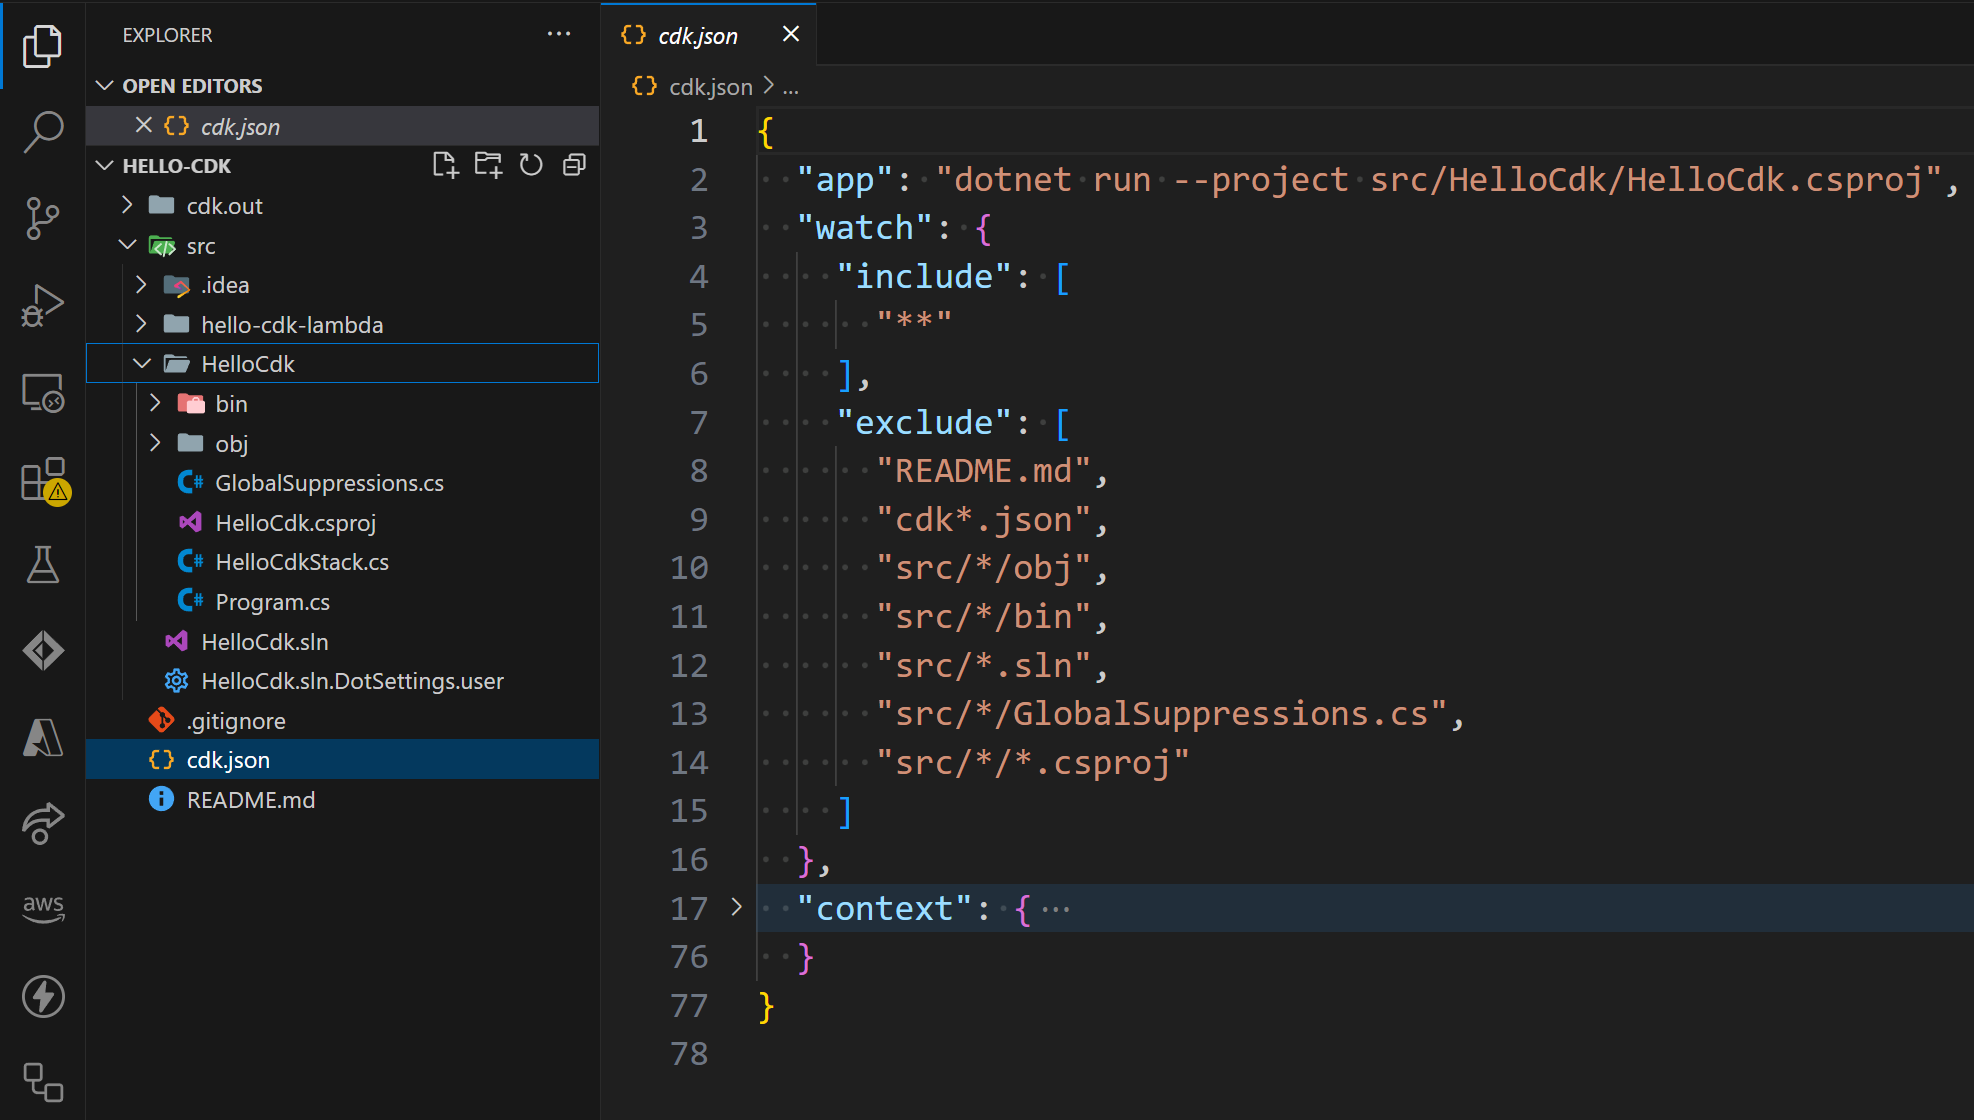 EXPLORER
OPEN EDITORS
cdk.json
HELLO-CDK
cdk.out
src
.idea
hello-cdk-lambda
HelloCdk
bin
obj
GlobalSuppressions.cs
HelloCdk.csproj
HelloCdkStack.cs
Program.cs
HelloCdk.sln
HelloCdk.sln.DotSettings.user
.gitignore
cdk.json
README.md
aws
cdk.json
cdk.json > ...
1 {
2 "app": "dotnet run --project src/HelloCdk/HelloCdk.csproj",
3 "watch": {
4 "include": [
5 "**"
6 ],
7 "exclude": [
8 "README.md",
9 "cdk*.json",
10 "src/*/obj",
11 "src/*/bin",
12 "src/*.sln",
13 "src/*/GlobalSuppressions.cs",
14 "src/*/*.csproj"
15 ]
16 },
17 > "context": { ···
76 }
77 }
78